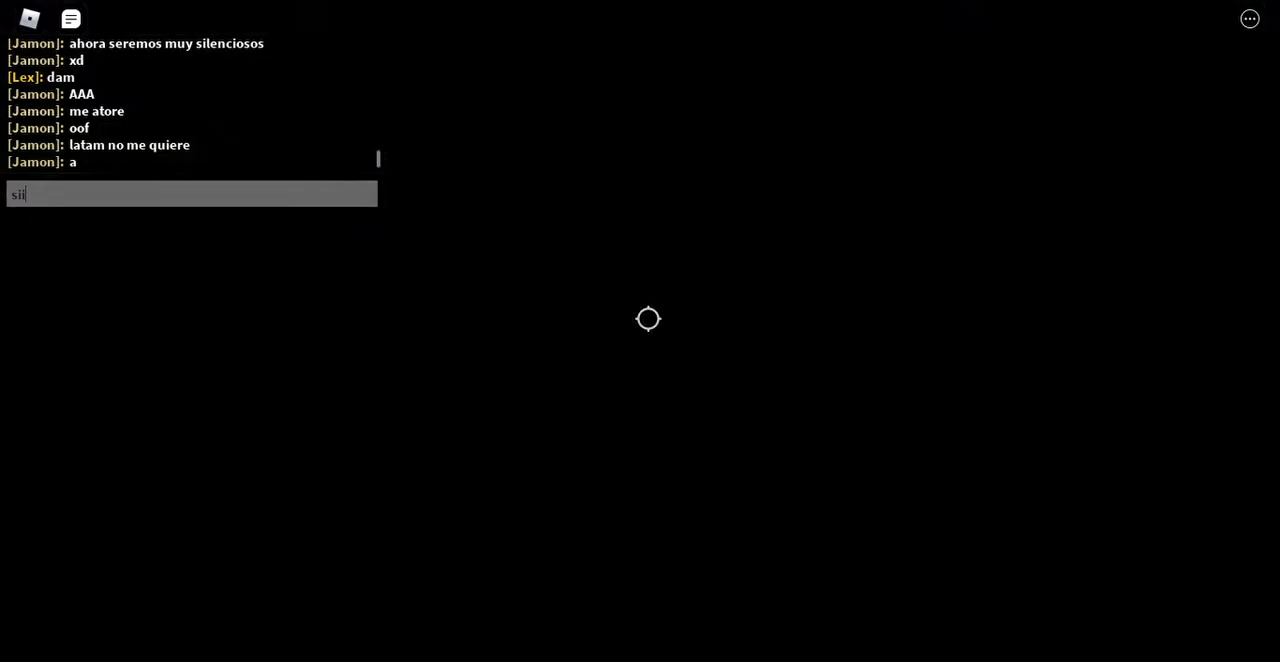 [Jamon]: ahora seremos muy silenciosos
[Jamon]: xd
[Lex]: dam
[Jamon]: AAA
[Jamon]: me atore
[Jamon]: oof
[Jamon]: latam no me quiere
[Jamon]: a
sii